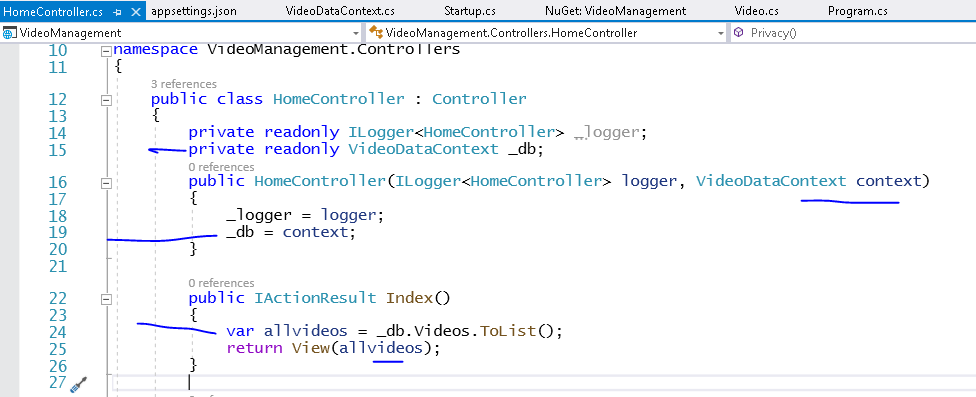 HomeController.cs appsettings.json VideoDataContext.cs Startup.cs NuGet: VideoManagement Video.cs Program.cs
VideoManagement VideoManagement.Controllers.HomeController Privacy()
10 namespace VideoManagement.Controllers
11 {
3 references
12 public class HomeController : Controller
13 {
14 private readonly ILogger<HomeController> _logger;
15 private readonly VideoDataContext _db;
0 references
16 public HomeController(ILogger<HomeController> logger, VideoDataContext context)
17 {
18 _logger = logger;
19 _db = context;
20 }
21
0 references
22 public IActionResult Index()
23 {
24 var allvideos = _db.Videos.ToList();
25 return View(allvideos);
26 }
27